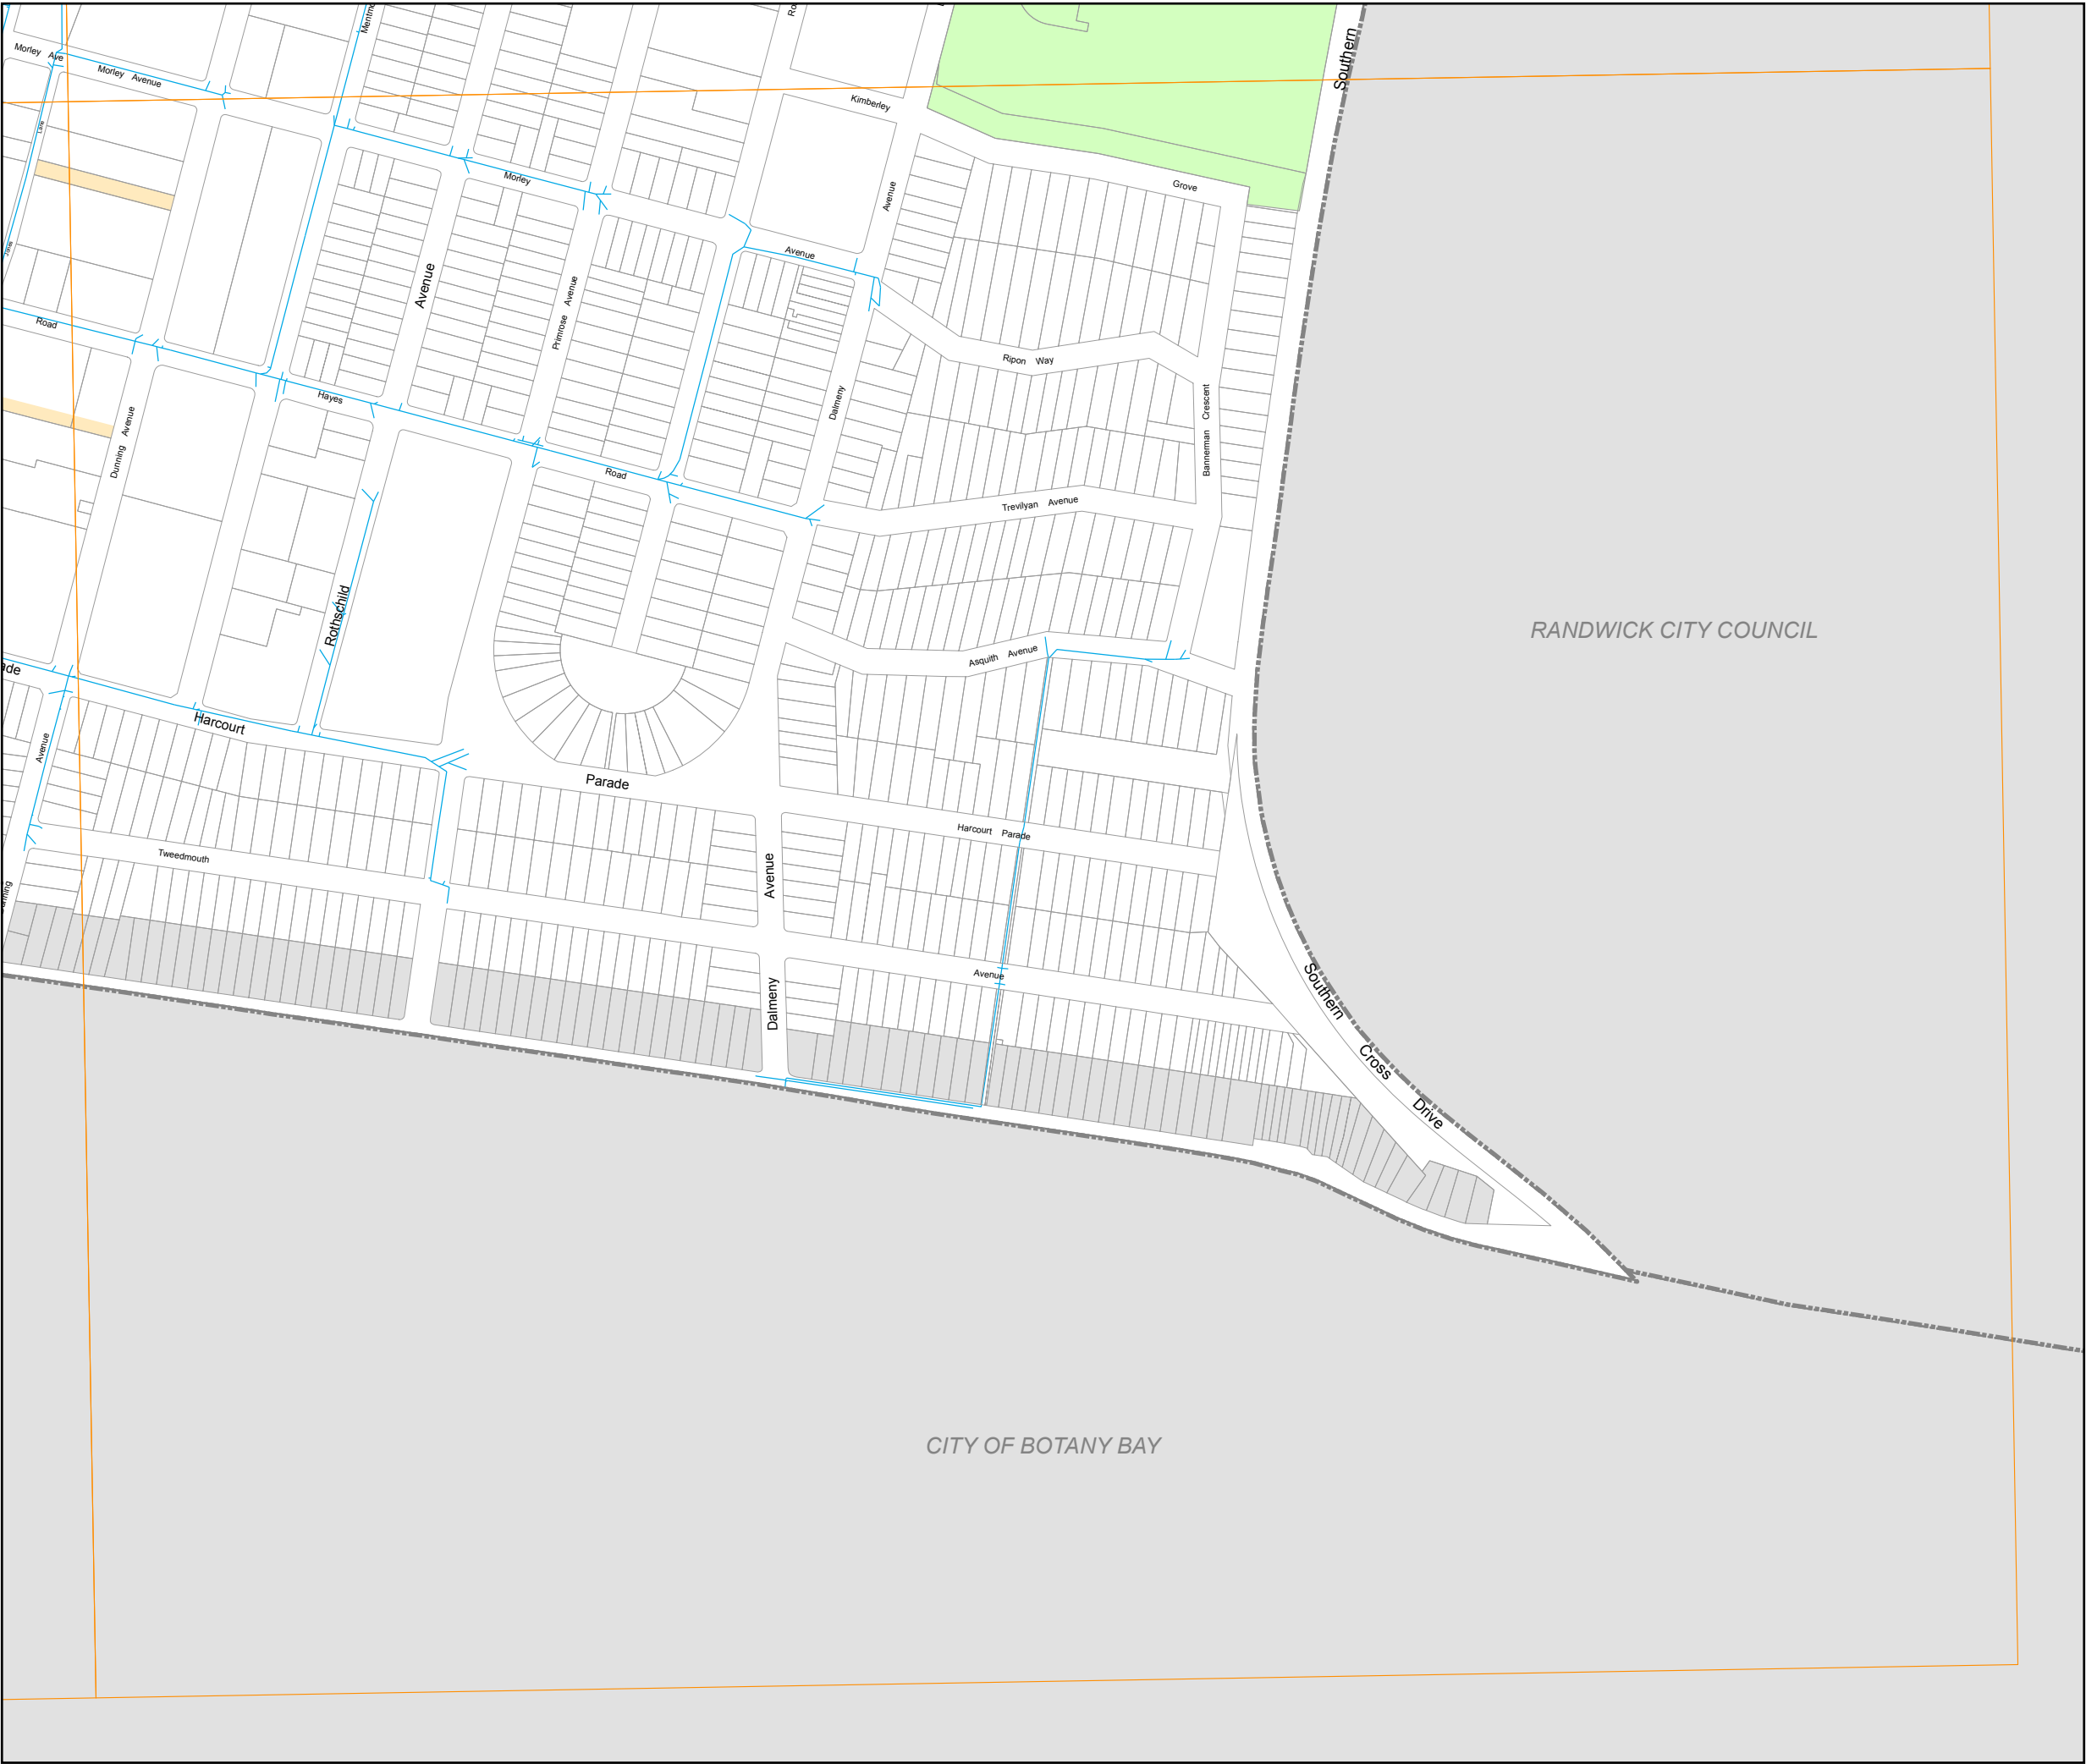 Southern
Morley Ave
Morley Avenue
Kimberley
Lane
Morley
Grove
Avenue
Avenue
Avenue
Primrose Avenue
Road
Ripon Way
Hayes
Dalmeny
Bannerman Crescent
Dunning Avenue
Road
Trevilyan Avenue
Rothschild
RANDWICK CITY COUNCIL
Asquith Avenue
Harcourt
Avenue
Parade
Harcourt Parade
Tweedmouth
Avenue
Avenue
Dalmeny
Southern
Cross
Drive
CITY OF BOTANY BAY